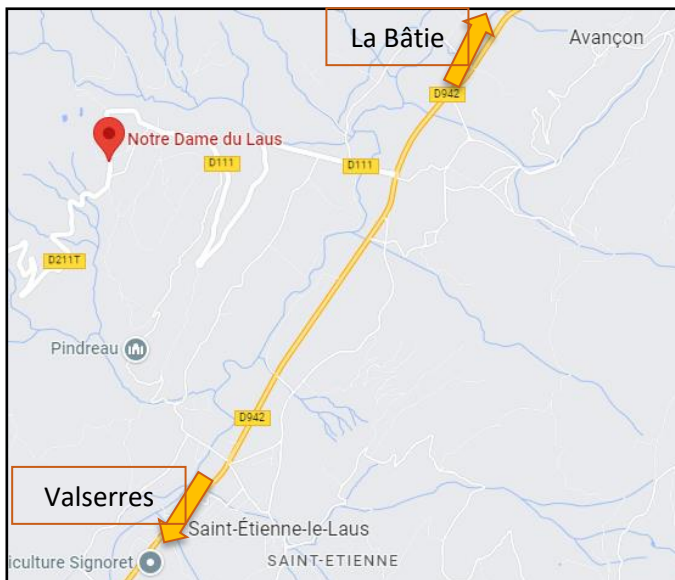 La Bâtie
Avançon
D942
Notre Dame du Laus
D111
D111
D211T
Pindreau
D942
Valserres
Saint-Étienne-le-Laus
iculture Signoret
SAINT-ETIENNE